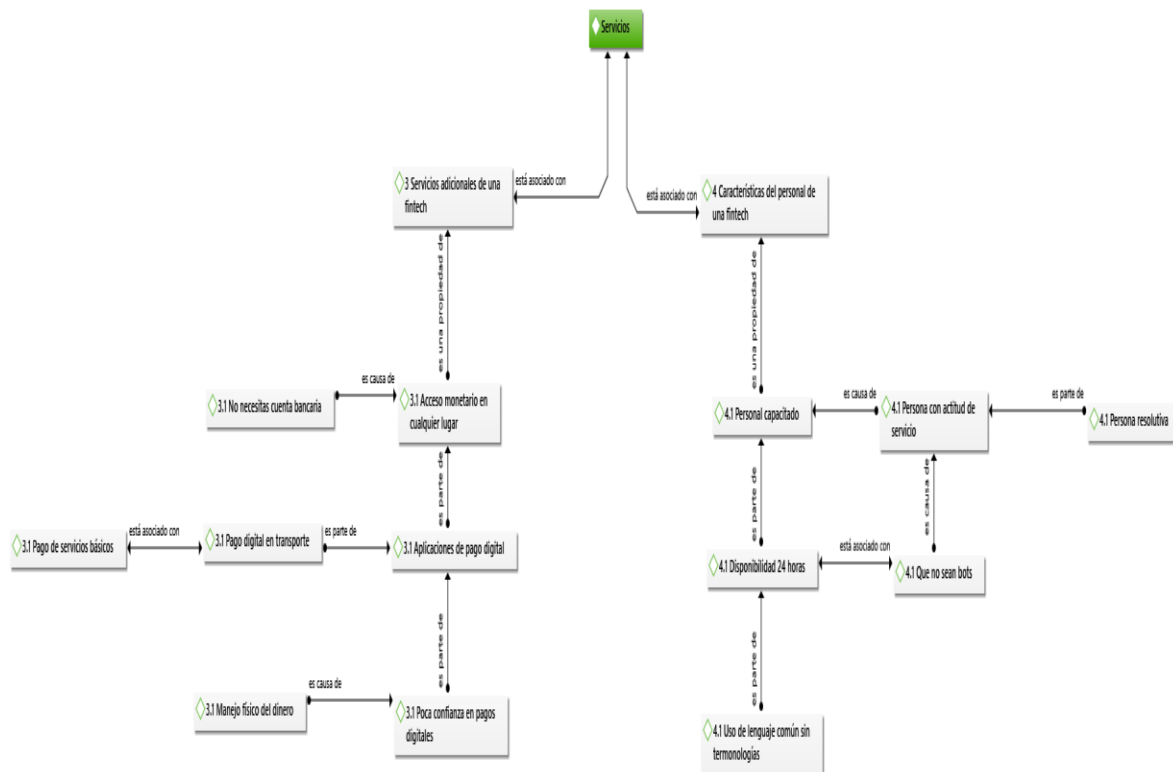 Servicios
3 Servicios adicionales de una
fintech
está asociado con
está asociado con
4 Características del personal de
una fintech
es una propiedad de
es una propiedad de
es causa de
3.1 No necesitas cuenta bancaria
3.1 Acceso monetario en
cualquier lugar
4.1 Personal capacitado
es causa de
4.1 Persona con actitud de
servicio
es parte de
4.1 Persona resolutiva
es parte de
es parte de
es causa de
3.1 Pago de servicios básicos
está asociado con
3.1 Pago digital en transporte
es parte de
3.1 Aplicaciones de pago digital
4.1 Disponibilidad 24 horas
está asociado con
4.1 Que no sean bots
es parte de
es parte de
3.1 Manejo físico del dinero
es causa de
3.1 Poca confianza en pagos
digitales
4.1 Uso de lenguaje común sin
termonologías